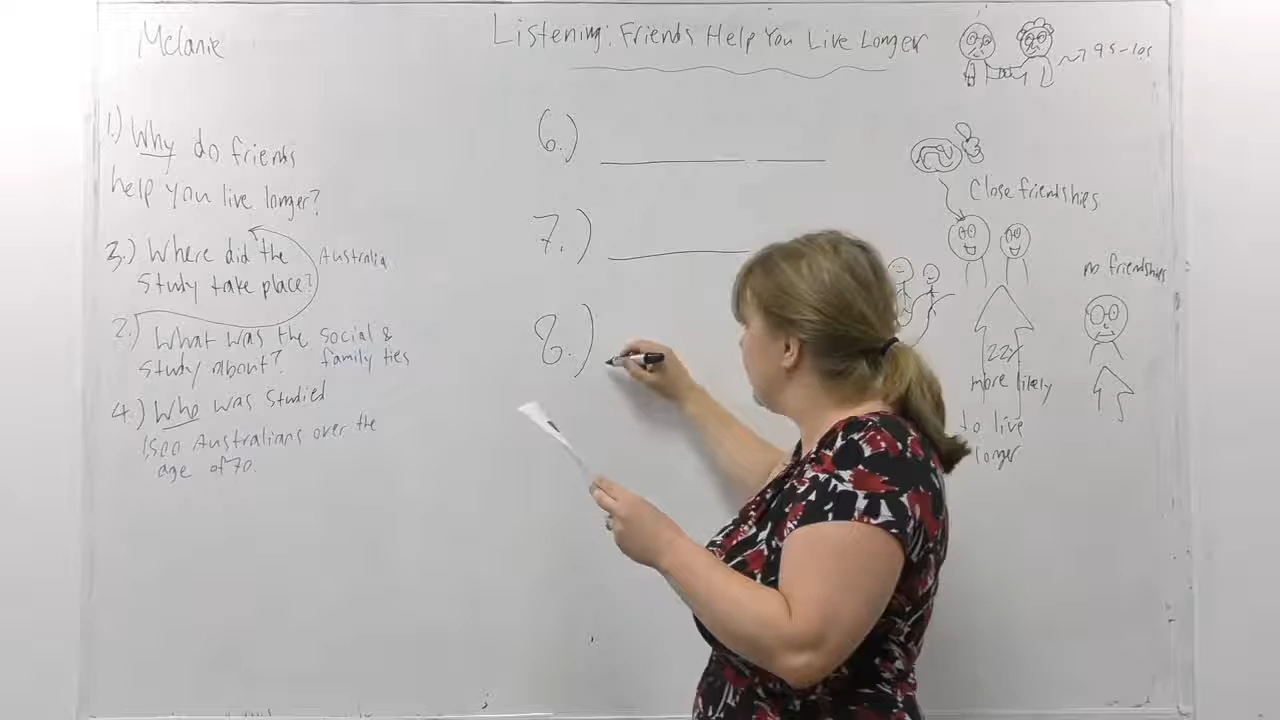 Melanie
Listening: Friends Help You Live Longer
95-105
1.) Why do friends
help you live longer?
3.) Where did the Australia
study take place?
2.) What was the social &
study about? family ties
4.) Who was studied
1500 Australians over the
age of 70.
6.)
7.)
8.)
Close friendships
22%
more likely
to live
longer
no friendships